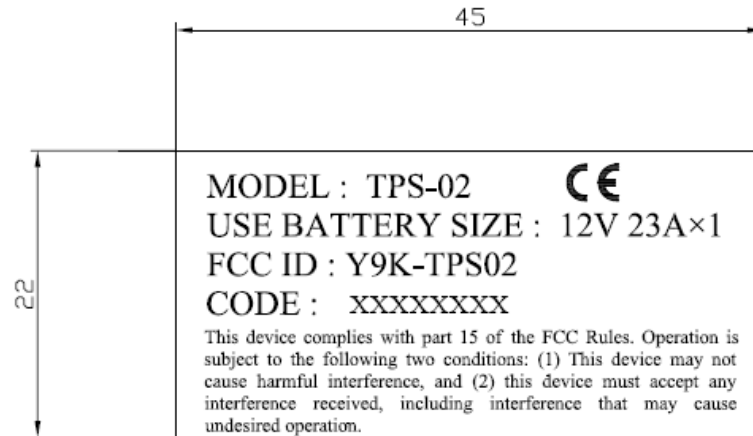 45
22
MODEL : TPS-02 CE
USE BATTERY SIZE : 12V 23A×1
FCC ID : Y9K-TPS02
CODE : XXXXXXXX
This device complies with part 15 of the FCC Rules. Operation is
subject to the following two conditions: (1) This device may not
cause harmful interference, and (2) this device must accept any
interference received, including interference that may cause
undesired operation.